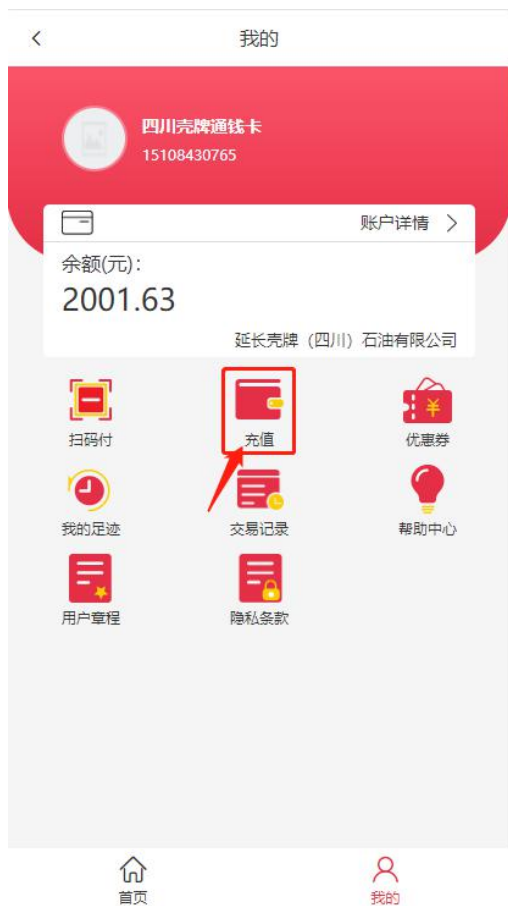 我的
四川壳牌通钱卡
15108430765
账户详情
余额(元):
2001.63
延长壳牌（四川）石油有限公司
扫码付
充值
优惠券
我的足迹
交易记录
帮助中心
用户章程
隐私条款
首页
我的